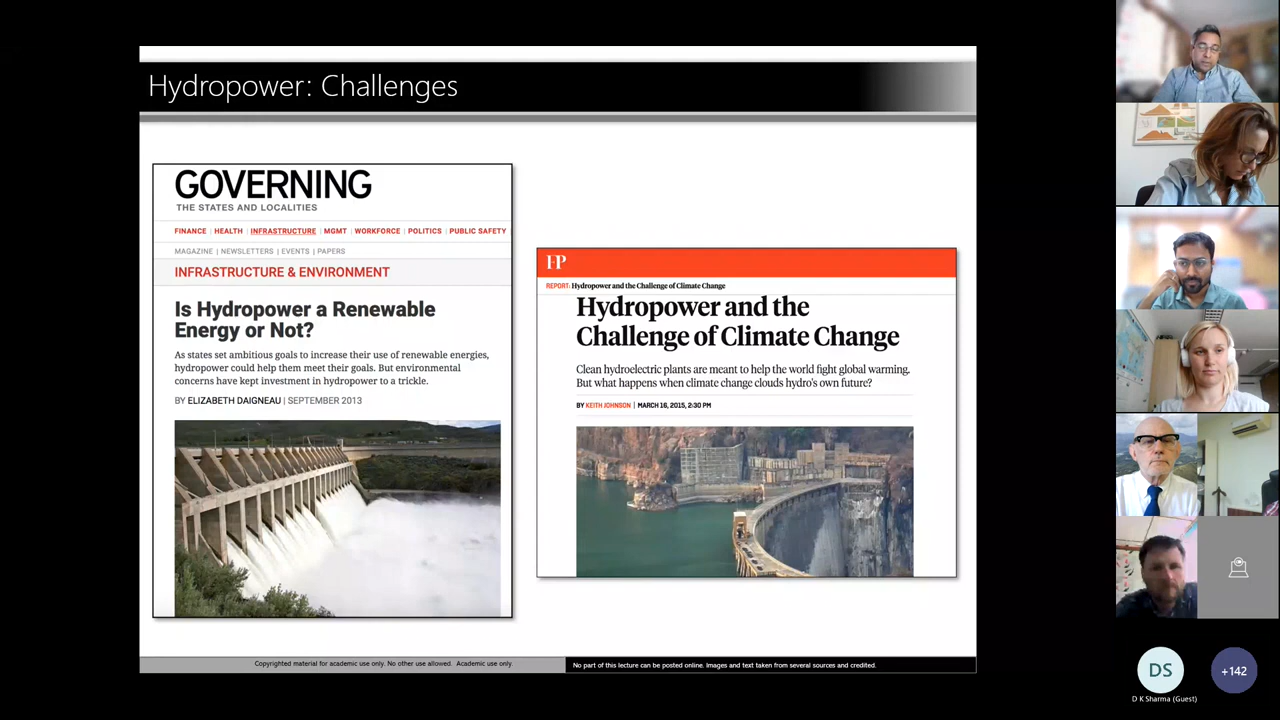 Hydropower: Challenges
GOVERNING
THE STATES AND LOCALITIES
FINANCE | HEALTH | INFRASTRUCTURE | MGMT | WORKFORCE | POLITICS | PUBLIC SAFETY
MAGAZINE | NEWSLETTERS | EVENTS | PAPERS
INFRASTRUCTURE & ENVIRONMENT
Is Hydropower a Renewable
Energy or Not?
As states set ambitious goals to increase their use of renewable energies,
hydropower could help them meet their goals. But environmental
concerns have kept investment in hydropower to a trickle.
BY ELIZABETH DAIGNEAU | SEPTEMBER 2013
FP
REPORT: Hydropower and the Challenge of Climate Change
Hydropower and the
Challenge of Climate Change
Clean hydroelectric plants are meant to help the world fight global warming.
But what happens when climate change clouds hydro's own future?
BY KEITH JOHNSON | MARCH 16, 2015, 2:30 PM
Copyrighted material for academic use only. No other use allowed. Academic use only.
No part of this lecture can be posted online. Images and text taken from several sources and credited.
DS
+142
D K Sharma (Guest)